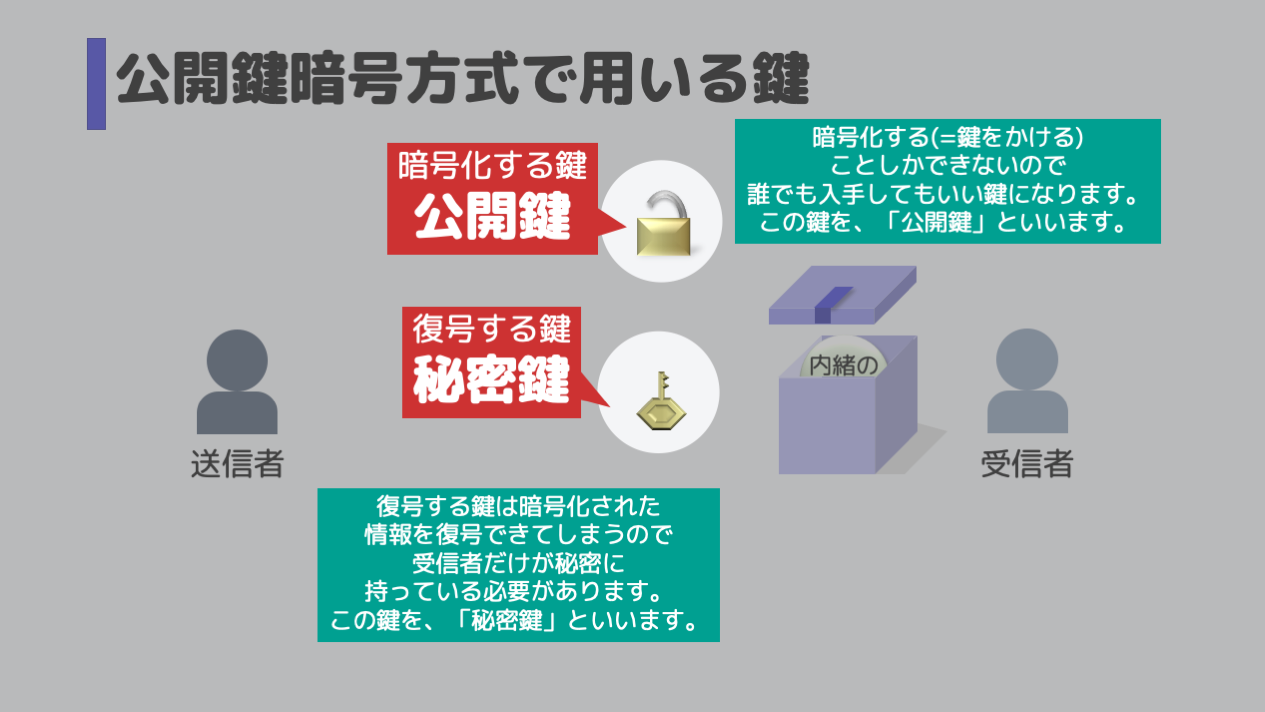 公開鍵暗号方式で用いる鍵
暗号化する鍵
公開鍵
暗号化する(=鍵をかける)
ことしかできないので
誰でも入手してもいい鍵になります。
この鍵を、「公開鍵」といいます。
復号する鍵
秘密鍵
内緒の
送信者
受信者
復号する鍵は暗号化された
情報を復号できてしまうので
受信者だけが秘密に
持っている必要があります。
この鍵を、「秘密鍵」といいます。